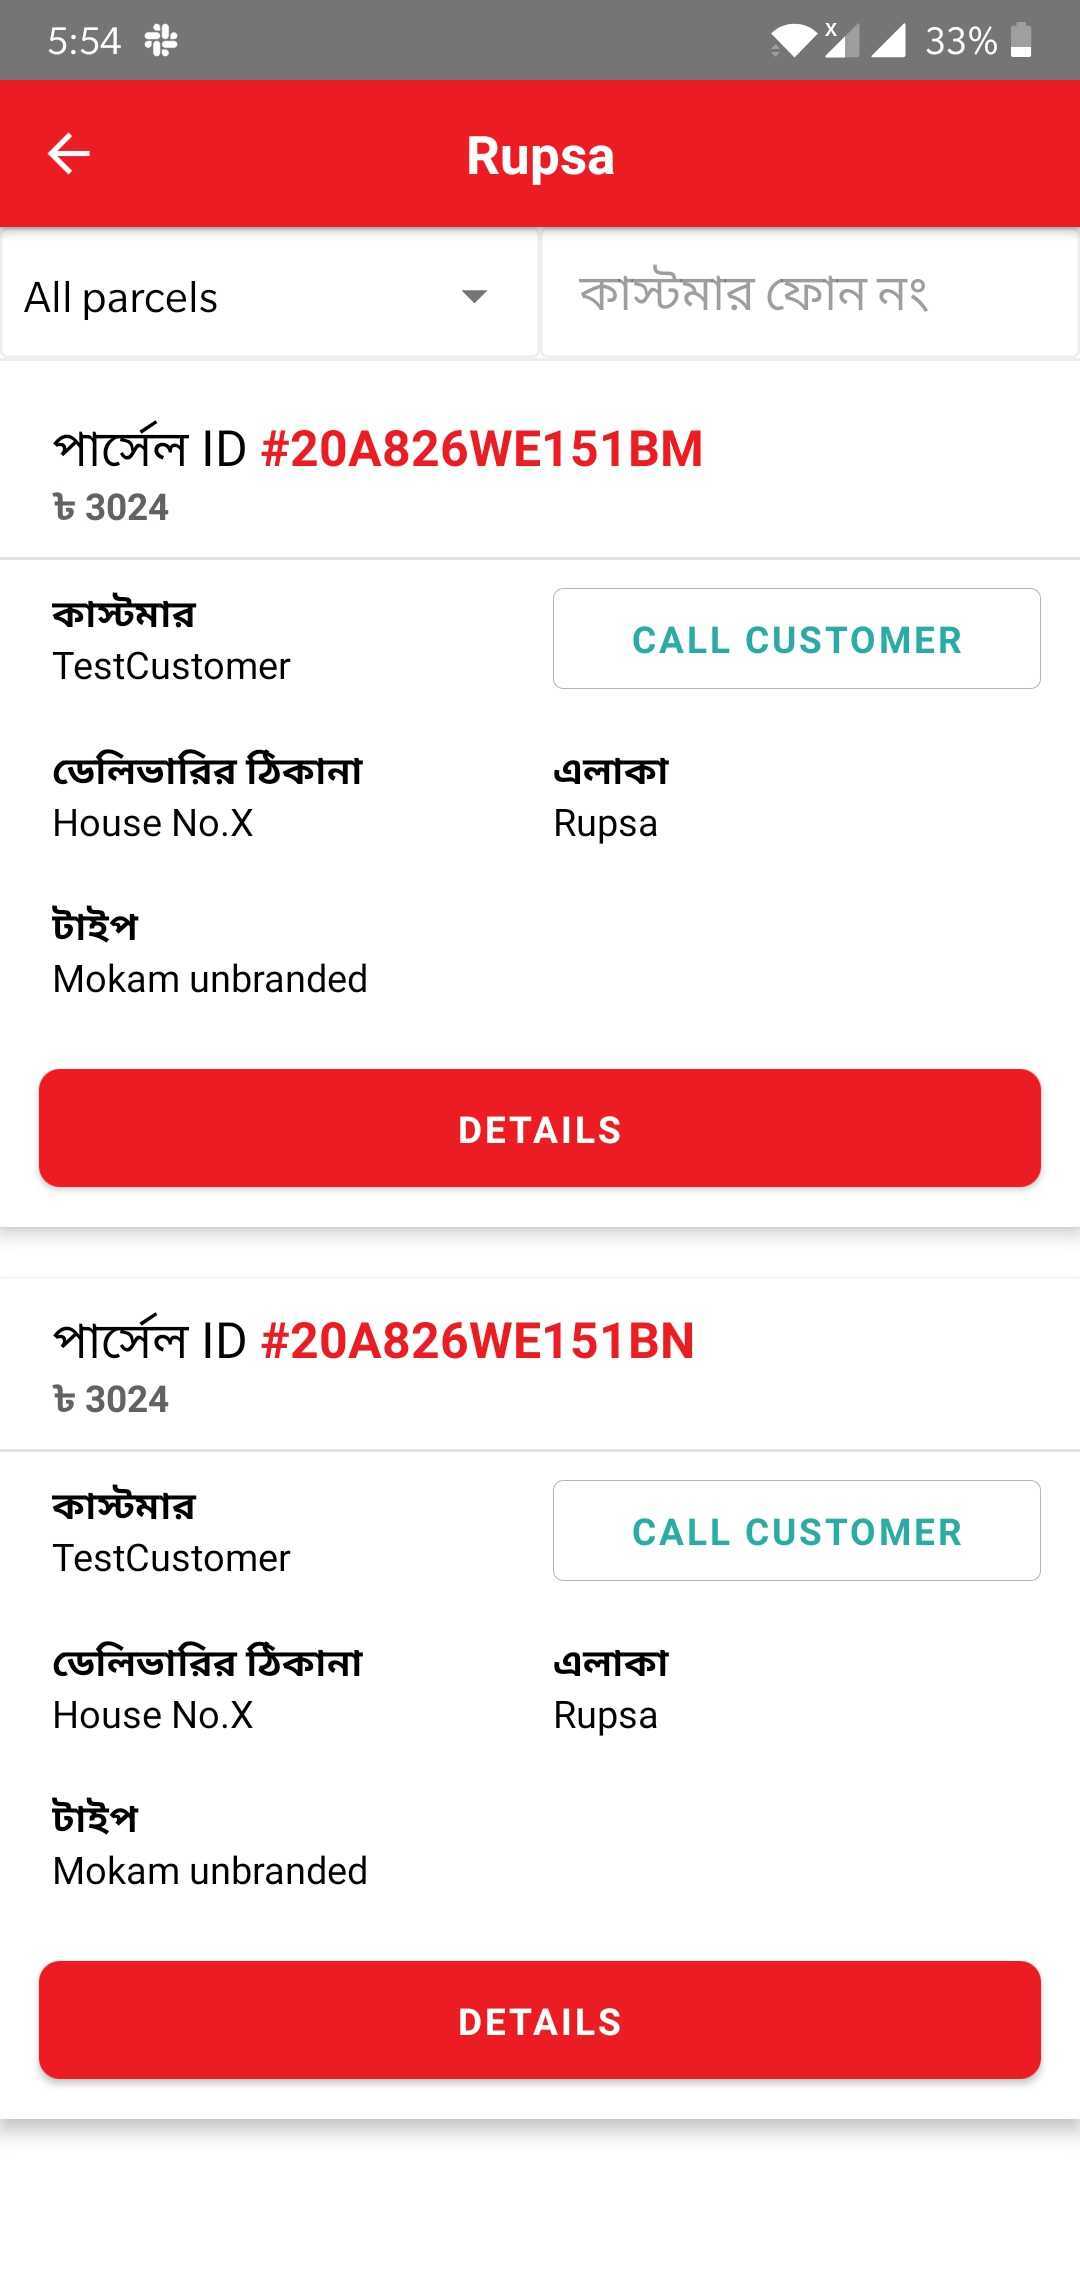 5:54 x 33%
Rupsa
All parcels কাস্টমার ফোন নং
পার্সেল ID #20A826WE151BM
৳ 3024
কাস্টমার
TestCustomer
CALL CUSTOMER
ডেলিভারির ঠিকানা
House No.X
এলাকা
Rupsa
টাইপ
Mokam unbranded
DETAILS
পার্সেল ID #20A826WE151BN
৳ 3024
কাস্টমার
TestCustomer
CALL CUSTOMER
ডেলিভারির ঠিকানা
House No.X
এলাকা
Rupsa
টাইপ
Mokam unbranded
DETAILS